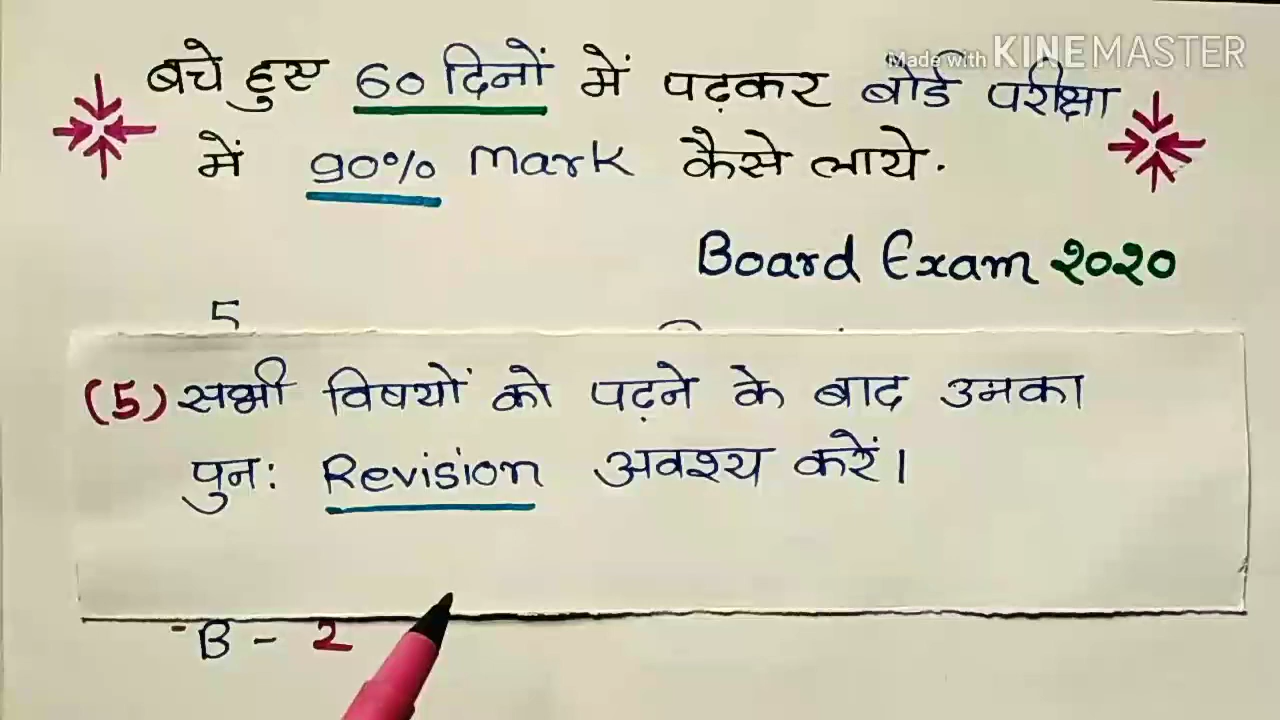 Made with KINEMASTER
बचे हुए 60 दिनों में पढ़कर बोर्ड परीक्षा
में 90% Mark कैसे लाये.
Board Exam 2020
5
(5) सभी विषयों को पढ़ने के बाद उनका
पुन: Revision अवश्य करें।
B - 2